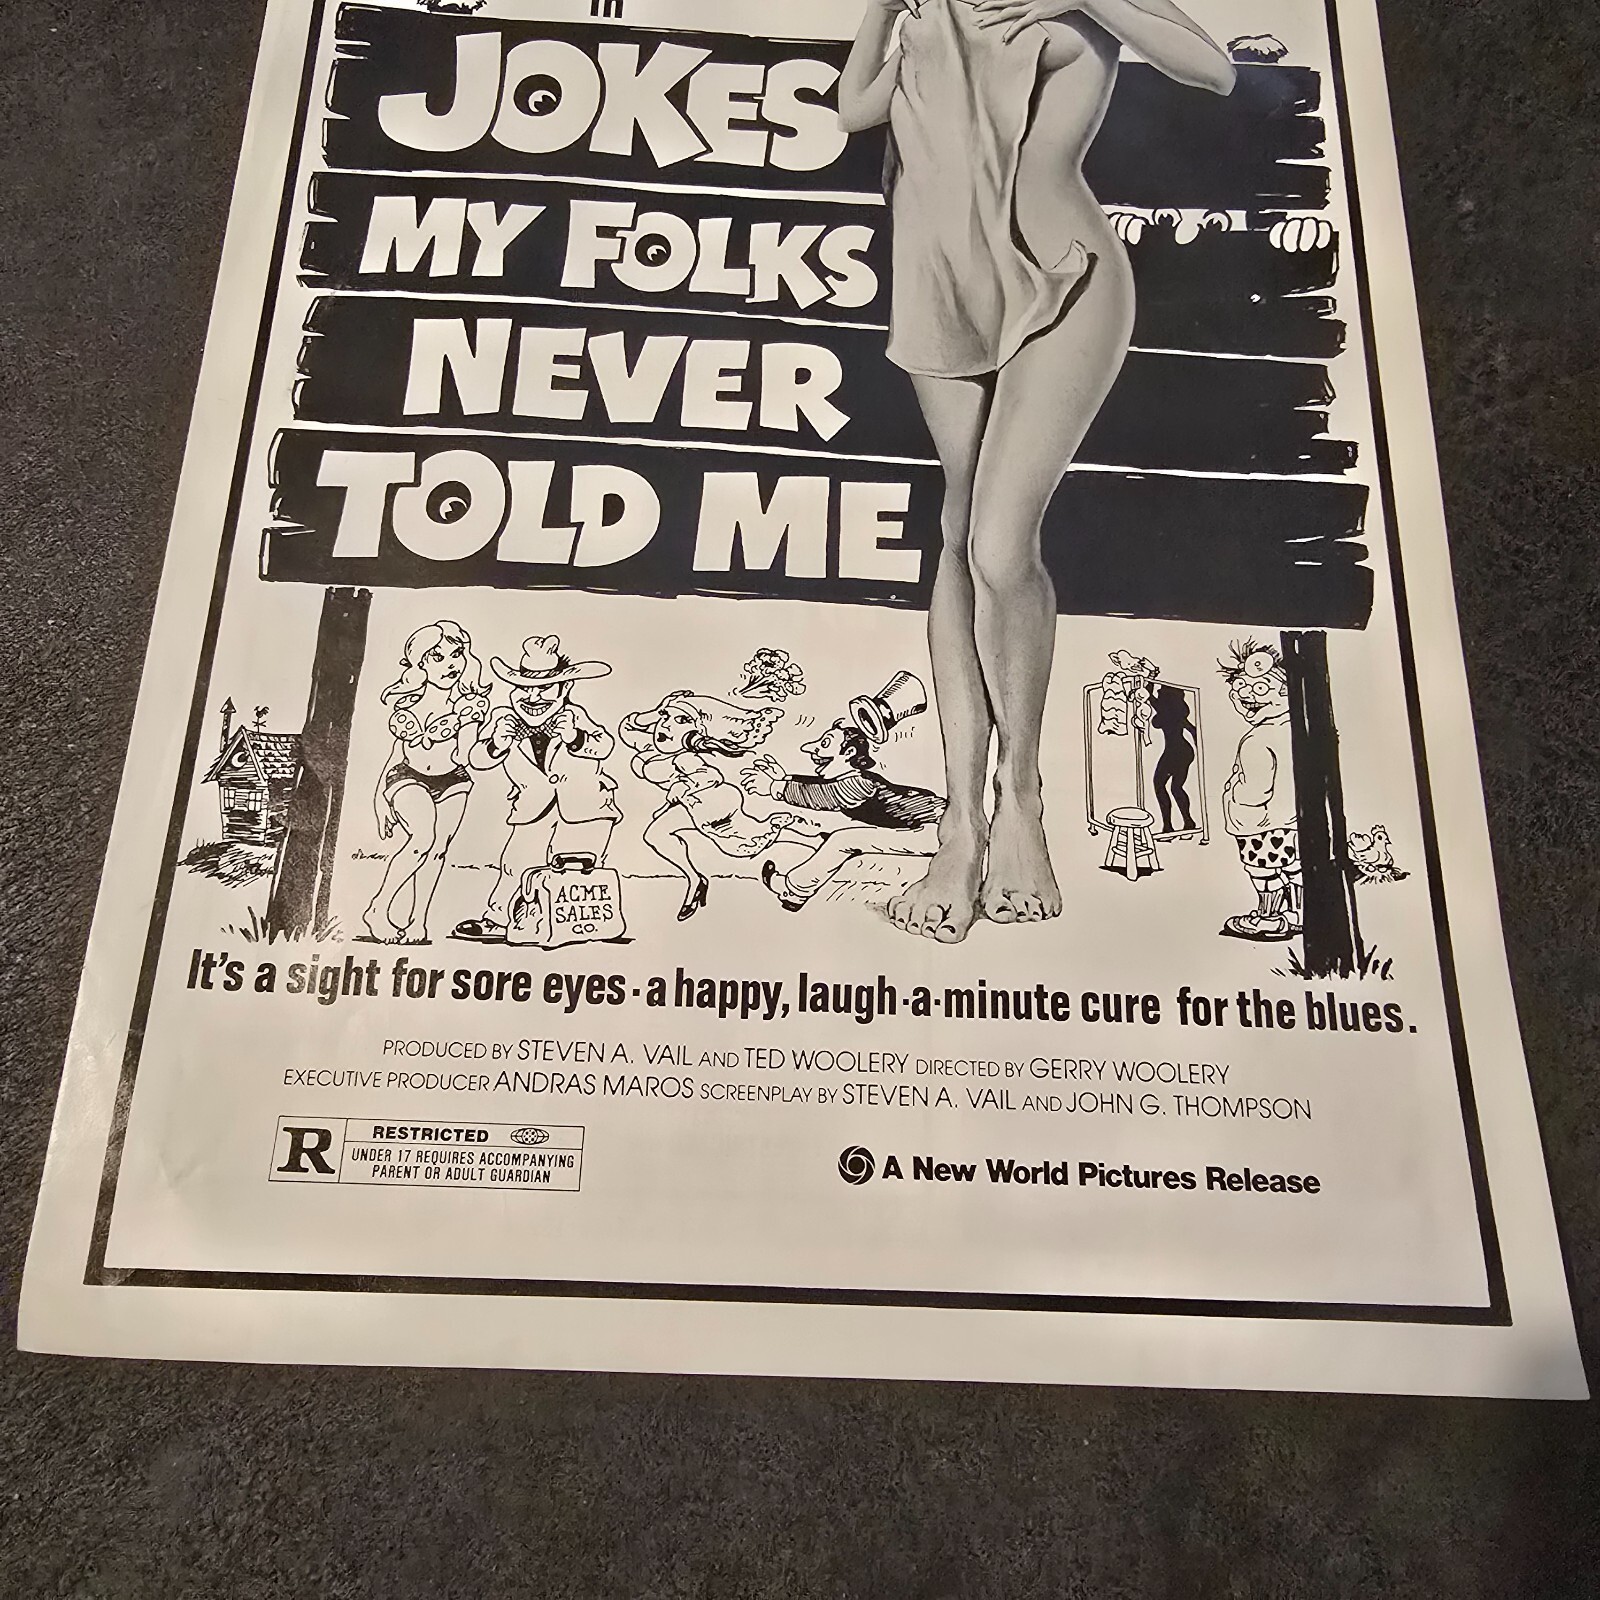 in
JOKES
MY FOLKS
NEVER
TOLD ME
ACME
SALES
CO.
It's a sight for sore eyes · a happy, laugh-a-minute cure for the blues.
PRODUCED BY STEVEN A. VAIL AND TED WOOLERY DIRECTED BY GERRY WOOLERY
EXECUTIVE PRODUCER ANDRAS MAROS SCREENPLAY BY STEVEN A. VAIL AND JOHN G. THOMPSON
R RESTRICTED
UNDER 17 REQUIRES ACCOMPANYING
PARENT OR ADULT GUARDIAN
A New World Pictures Release